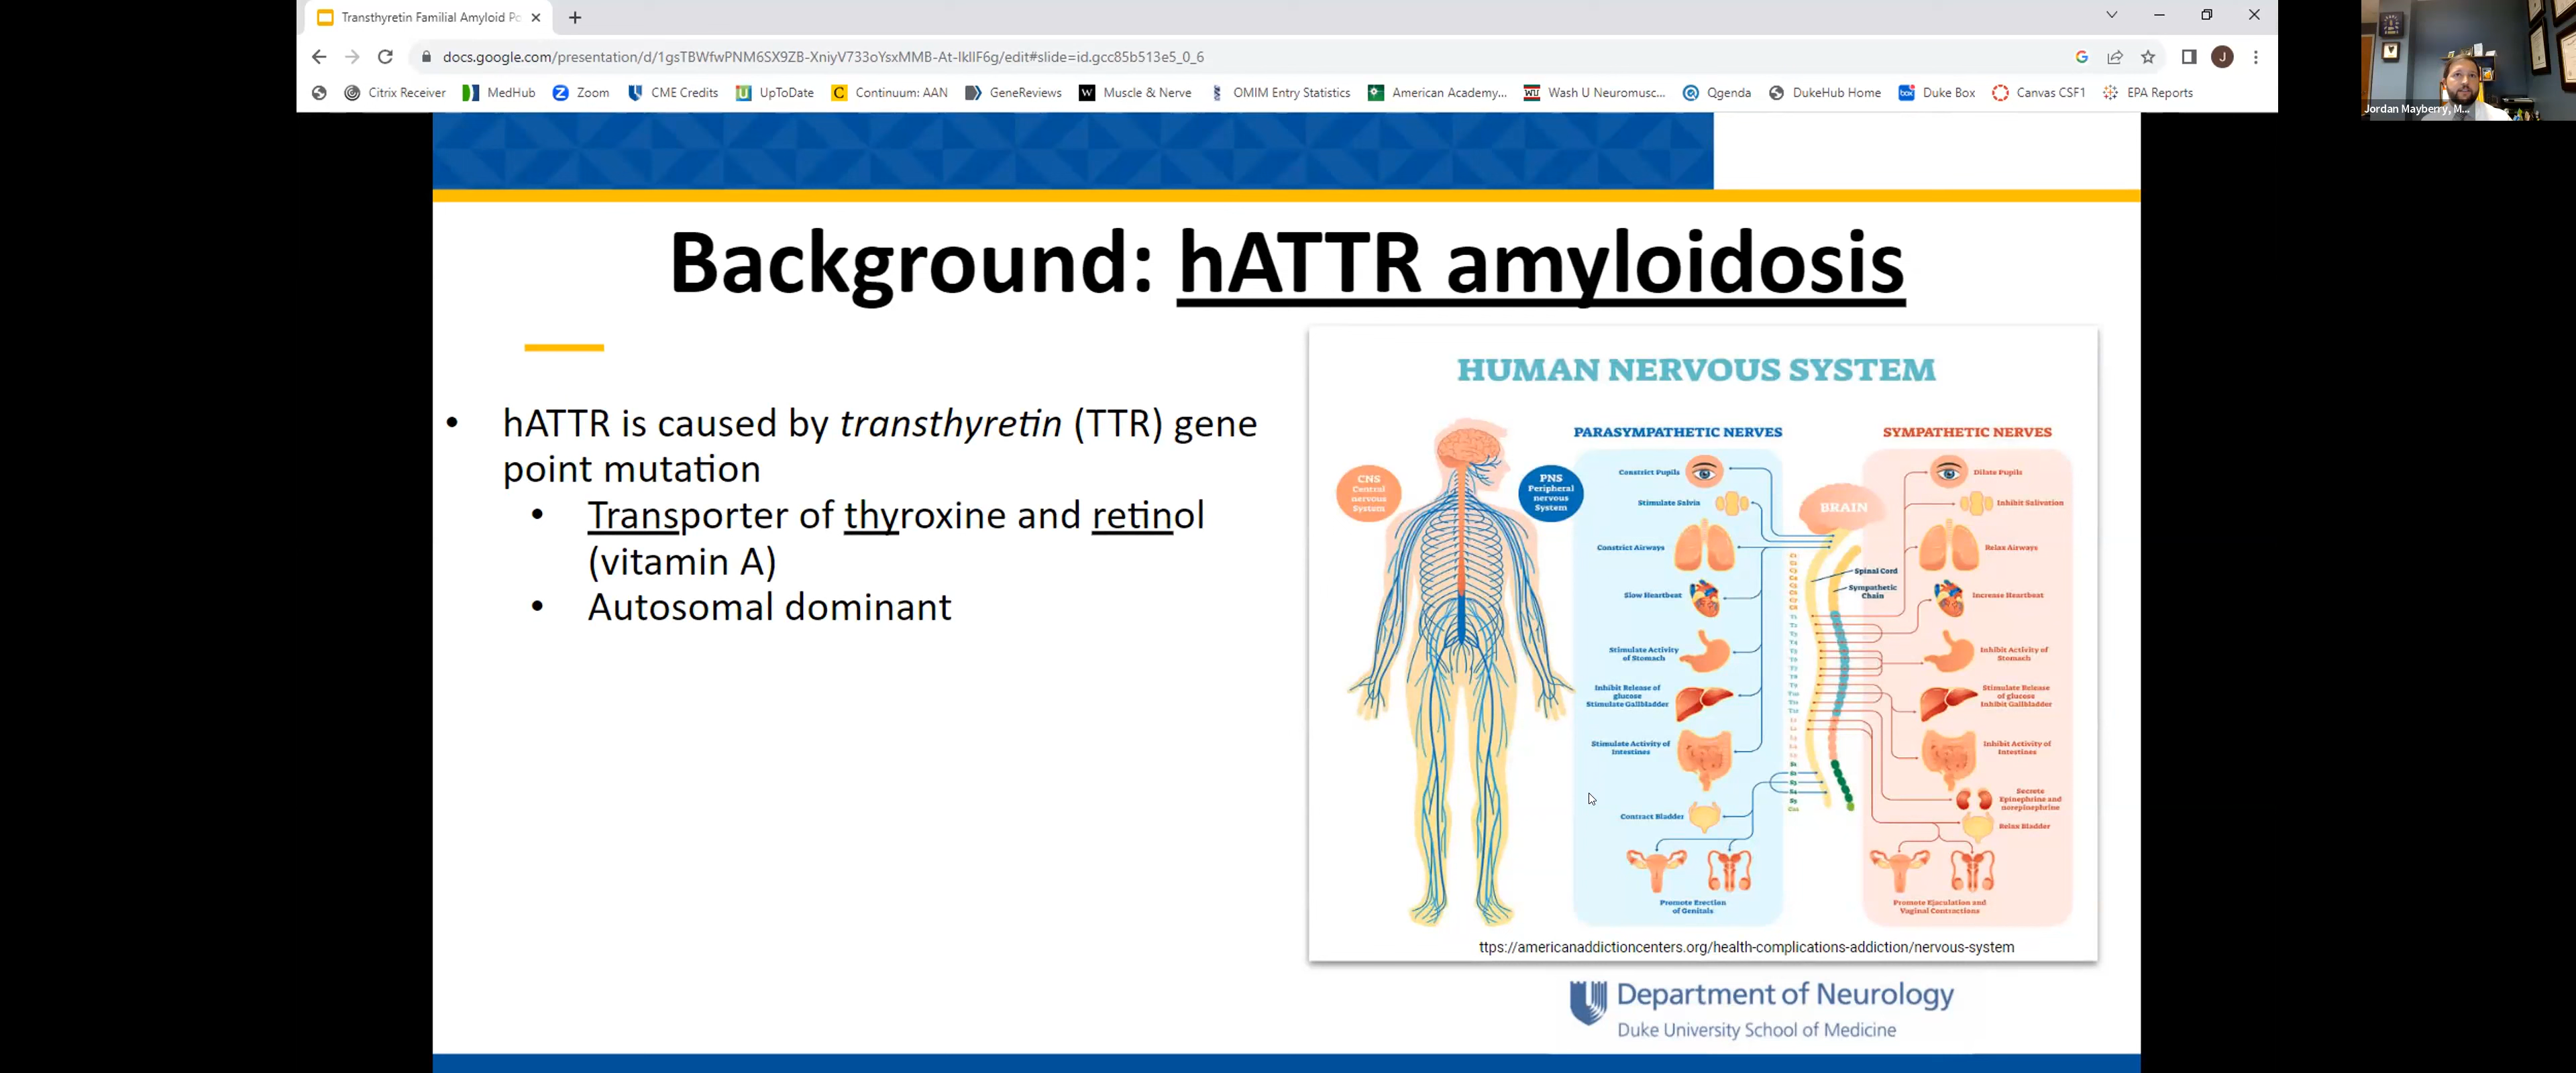 Transthyretin Familial Amyloid Po
docs.google.com/presentation/d/1gsTBWfwPNM6SX9ZB-XniyV733oYsxMMB-At-IkIIF6g/edit#slide=id.gcc85b513e5_0_6
Citrix Receiver MedHub Zoom CME Credits UpToDate Continuum: AAN GeneReviews Muscle & Nerve OMIM Entry Statistics American Academy... Wash U Neuromusc... Qgenda DukeHub Home Duke Box Canvas CSF1 EPA Reports
Jordan Mayberry, M...
Background: hATTR amyloidosis
• hATTR is caused by transthyretin (TTR) gene
point mutation
• Transporter of thyroxine and retinol
(vitamin A)
• Autosomal dominant
HUMAN NERVOUS SYSTEM
CNS
Central
nervous
System
PNS
Peripheral
nervous
System
PARASYMPATHETIC NERVES
Constrict Pupils
Stimulate Salvia
Constrict Airways
Slow Heartbeat
Stimulate Activity
of Stomach
Inhibit Release of
glucose
Stimulate Gallbladder
Stimulate Activity of
Intestines
Contract Bladder
Promote Erection
of Genitals
BRAIN
Spinal Cord
Sympathetic
Chain
SYMPATHETIC NERVES
Dilate Pupils
Inhibit Salivation
Relax Airways
Increase Heartbeat
Inhibit Activity of
Stomach
Stimulate Release
of glucose
Inhibit Gallbladder
Inhibit Activity of
Intestines
Secrete
Epinephrine and
norepinephrine
Relax Bladder
Promote Ejaculation and
Vaginal Contractions
ttps://americanaddictioncenters.org/health-complications-addiction/nervous-system
Department of Neurology
Duke University School of Medicine